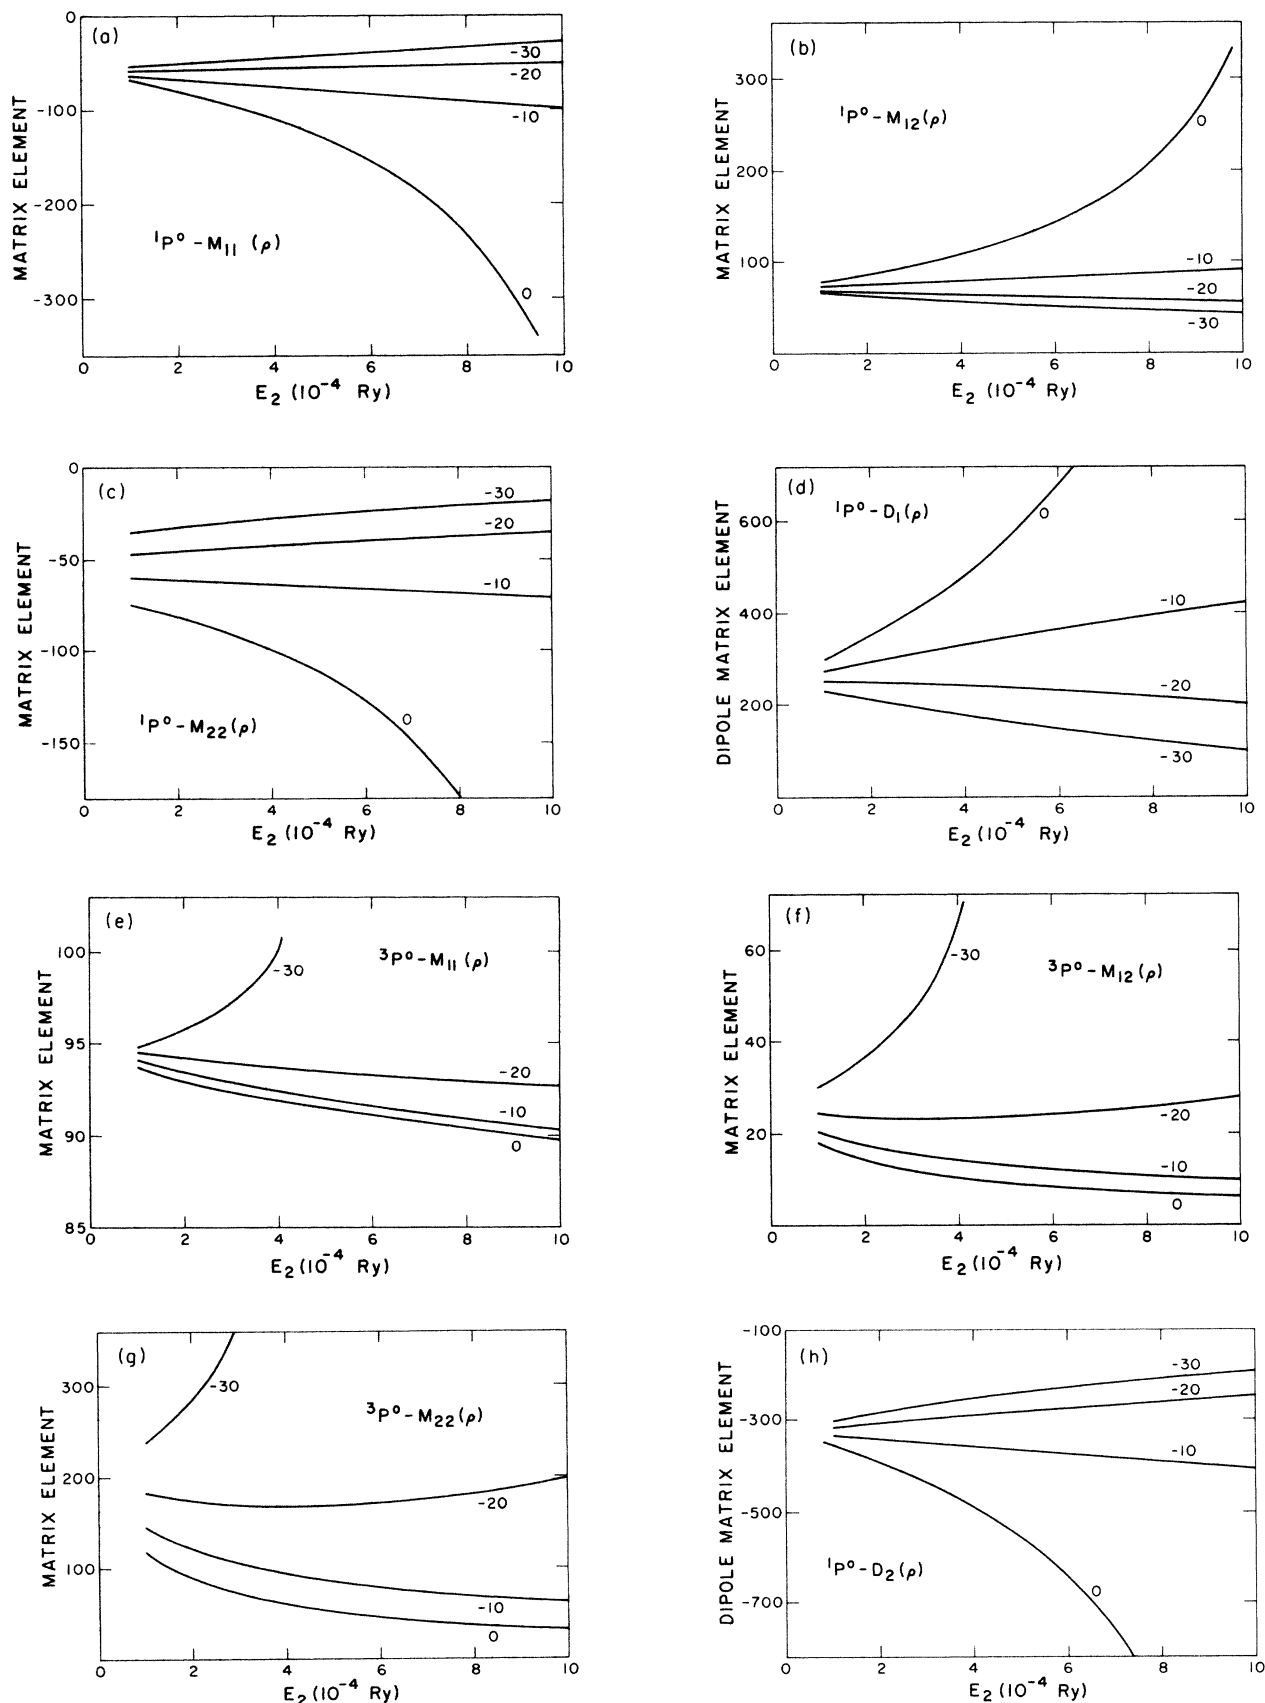 (a)
0
-100
-200
-300
MATRIX ELEMENT
-30
-20
-10
0
¹Pᵒ-M₁₁ (ρ)
0 2 4 6 8 10
E₂ (10⁻⁴ Ry)
(b)
300
200
100
MATRIX ELEMENT
¹Pᵒ-M₁₂(ρ)
0
-10
-20
-30
0 2 4 6 8 10
E₂ (10⁻⁴ Ry)
(c)
0
-50
-100
-150
MATRIX ELEMENT
-30
-20
-10
0
¹Pᵒ-M₂₂(ρ)
0 2 4 6 8 10
E₂ (10⁻⁴ Ry)
(d)
600
400
200
DIPOLE MATRIX ELEMENT
¹Pᵒ-D₁(ρ)
0
-10
-20
-30
0 2 4 6 8 10
E₂ (10⁻⁴ Ry)
(e)
100
95
90
85
MATRIX ELEMENT
³Pᵒ-M₁₁(ρ)
-30
-20
-10
0
0 2 4 6 8 10
E₂ (10⁻⁴ Ry)
(f)
60
40
20
MATRIX ELEMENT
-30
³Pᵒ-M₁₂(ρ)
-20
-10
0
0 2 4 6 8 10
E₂ (10⁻⁴ Ry)
(g)
300
200
100
MATRIX ELEMENT
-30
³Pᵒ-M₂₂(ρ)
-20
-10
0
0 2 4 6 8 10
E₂ (10⁻⁴ Ry)
(h)
-100
-300
-500
-700
DIPOLE MATRIX ELEMENT
-30
-20
-10
¹Pᵒ-D₂(ρ)
0
0 2 4 6 8 10
E₂ (10⁻⁴ Ry)